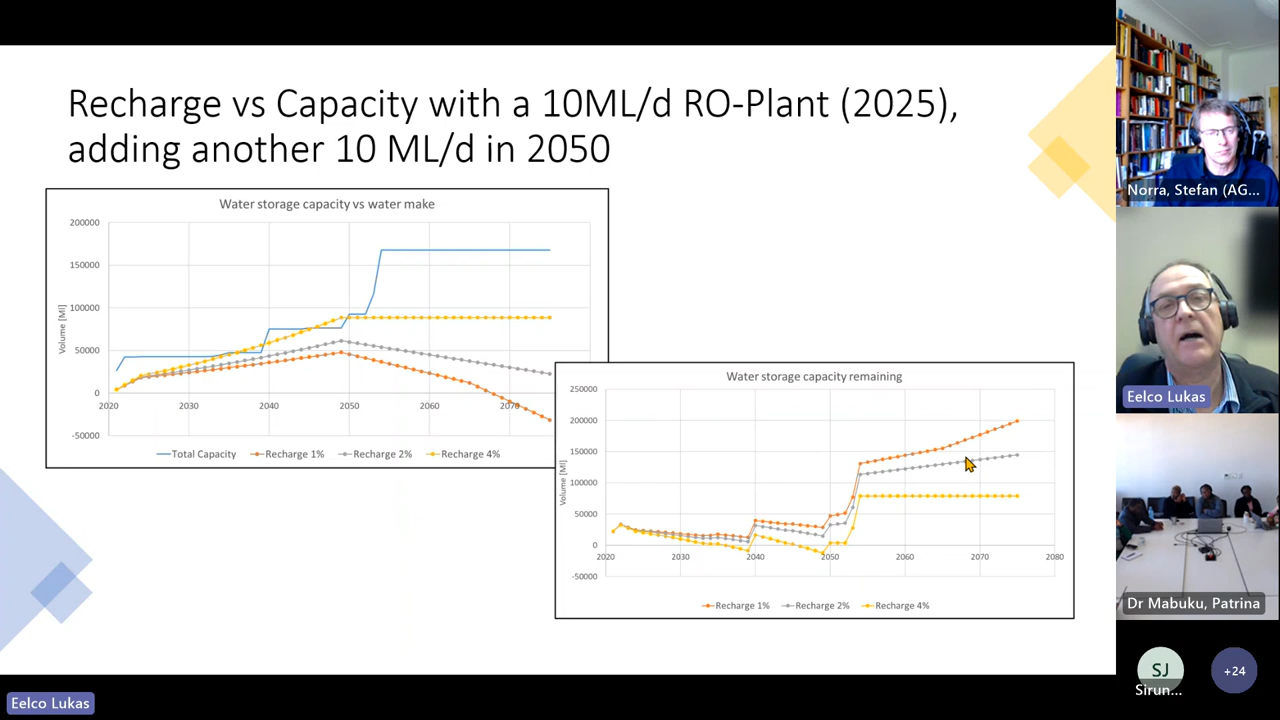 Recharge vs Capacity with a 10ML/d RO-Plant (2025),
adding another 10 ML/d in 2050
Water storage capacity vs water make
Volume [Ml]
200000
150000
100000
50000
0
-50000
2020
2030
2040
2050
2060
2070
Total Capacity
Recharge 1%
Recharge 2%
Recharge 4%
Water storage capacity remaining
Volume [Ml]
250000
200000
150000
100000
50000
0
-50000
2020
2030
2040
2050
2060
2070
2080
Recharge 1%
Recharge 2%
Recharge 4%
Norra, Stefan (AG...
Eelco Lukas
Dr Mabuku, Patrina
SJ
Sirun...
+24
Eelco Lukas